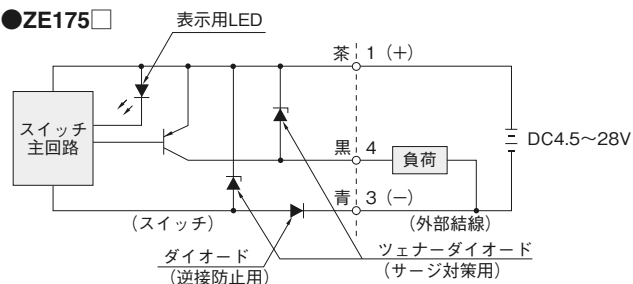 ●ZE175□
表示用LED
茶 1 (+)
スイッチ
主回路
DC4.5～28V
黒 4
負荷
青 3 (−)
(スイッチ)
(外部結線)
ダイオード
(逆接防止用)
ツェナーダイオード
(サージ対策用)